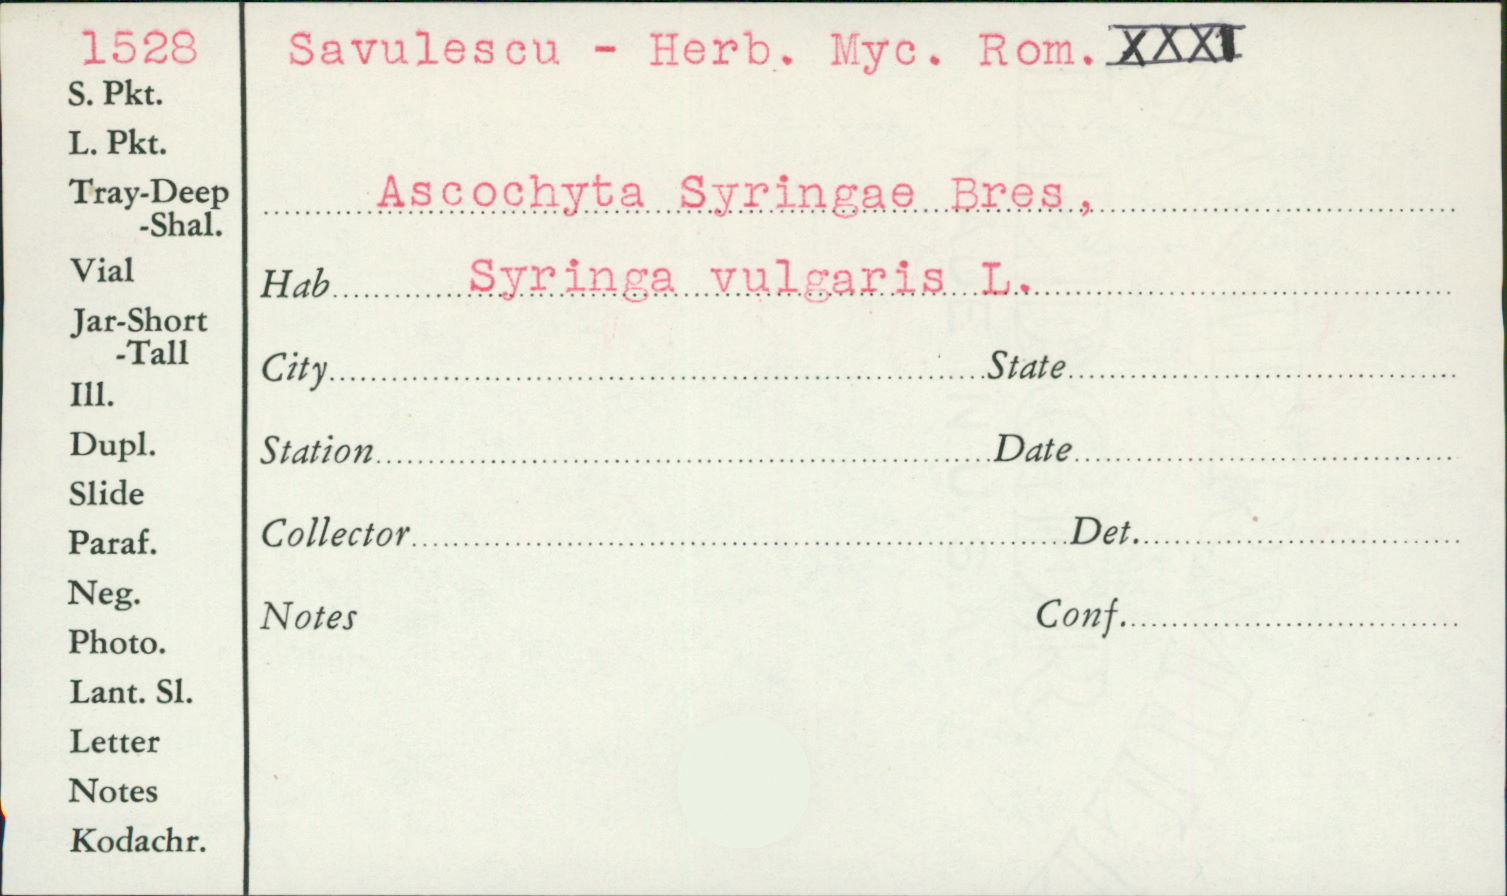 1528
Savulescu - Herb. Myc. Rom. XXXI
S. Pkt.
L. Pkt.
Tray-Deep
-Shal.
Vial
Jar-Short
-Tall
Ill.
Dupl.
Slide
Paraf.
Neg.
Photo.
Lant. Sl.
Letter
Notes
Kodachr.
Ascochyta Syringae Bres,
Hab Syringa vulgaris L.
City State
Station Date
Collector Det.
Notes Conf.